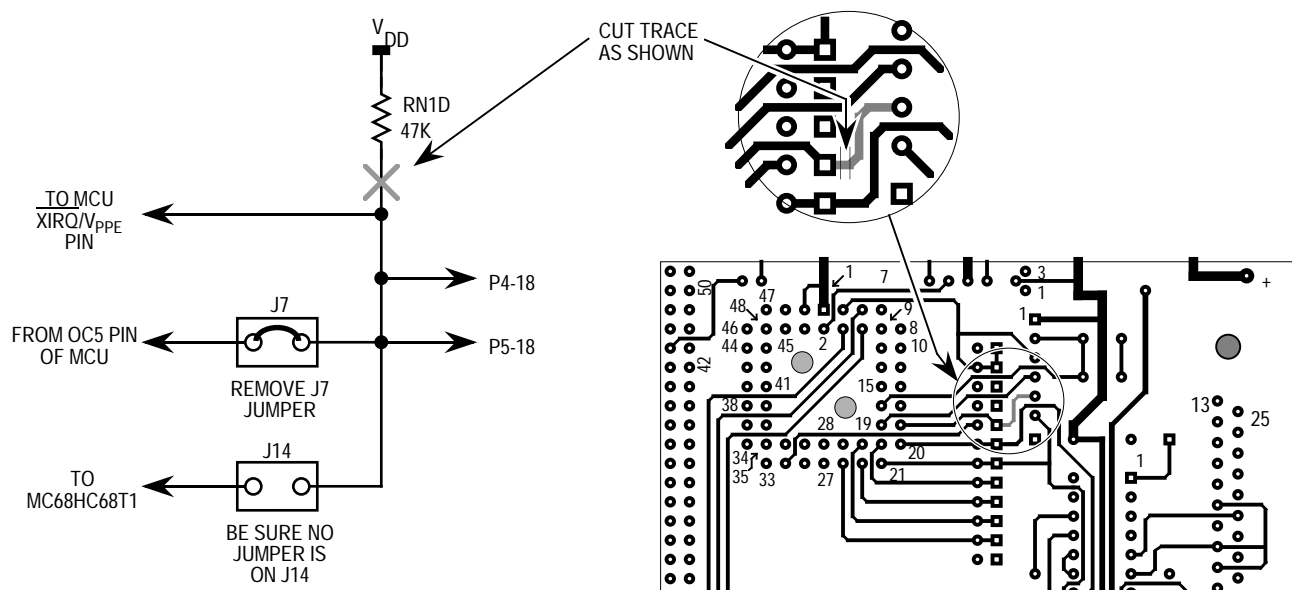 V
DD
RN1D
47K
CUT TRACE
AS SHOWN
TO MCU
XIRQ/VPPE
PIN
P4-18
J7
FROM OC5 PIN
OF MCU
P5-18
REMOVE J7
JUMPER
J14
TO
MC68HC68T1
BE SURE NO
JUMPER IS
ON J14
50
48
47
1
7
9
3
1
+
46
45
2
8
1
44
10
42
41
15
38
13
25
28
19
34
35
33
27
20
21
1